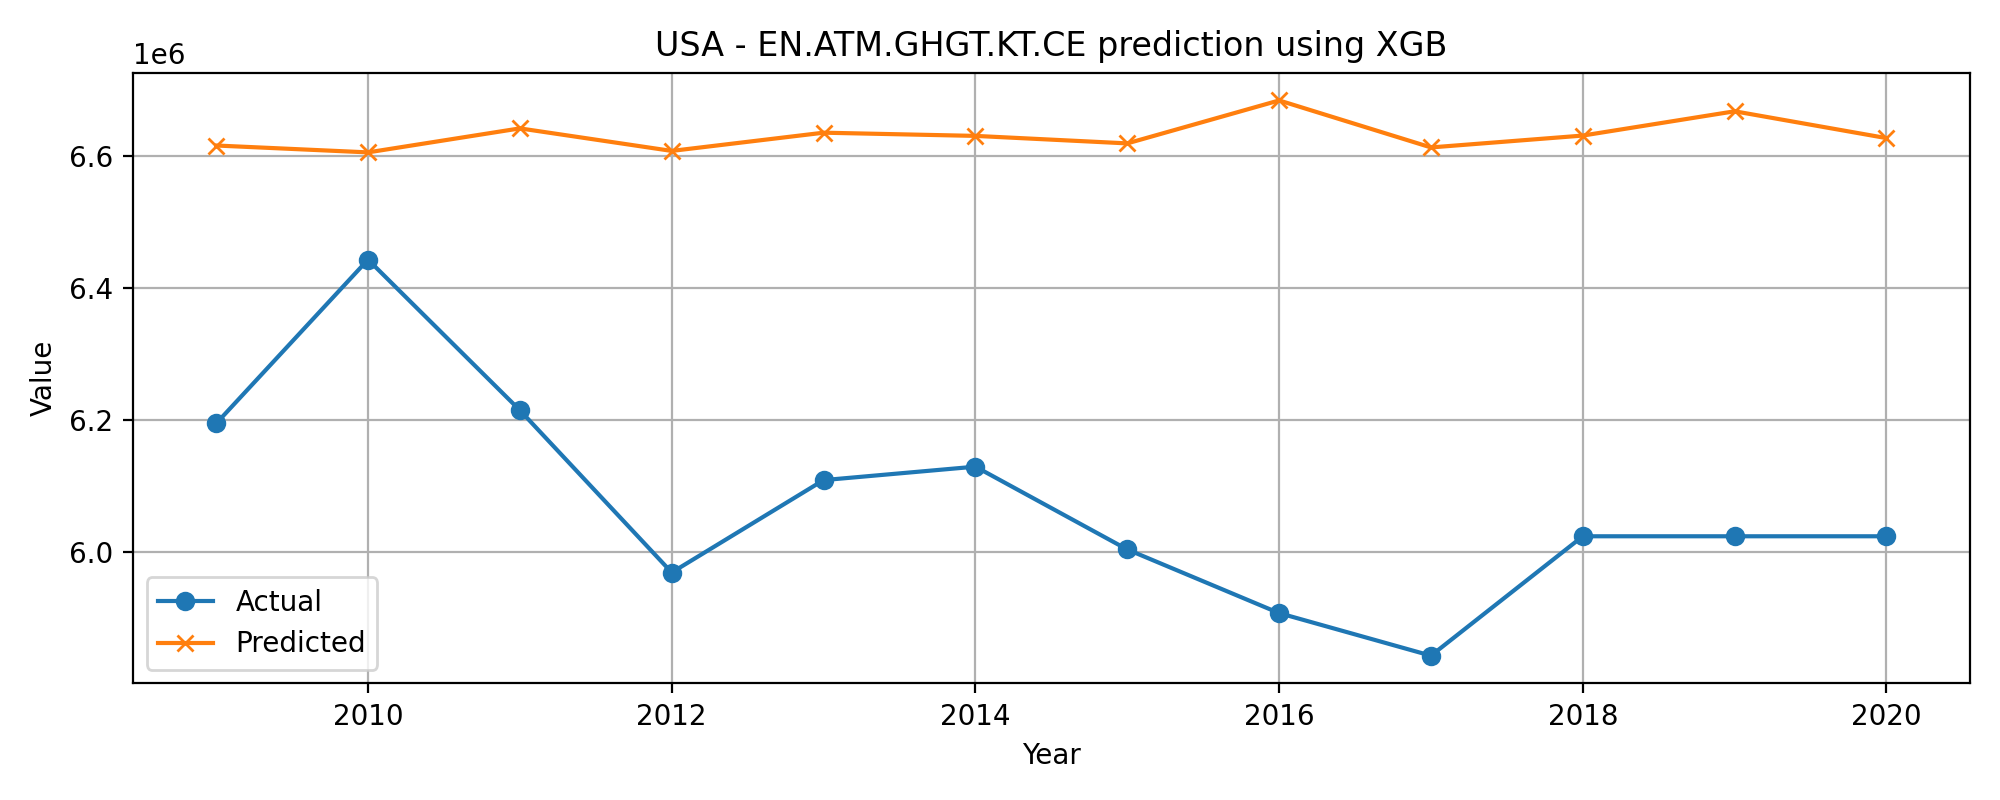 USA - EN.ATM.GHGT.KT.CE prediction using XGB
1e6
6.6
6.4
6.2
6.0
Value
Actual
Predicted
2010 2012 2014 2016 2018 2020
Year